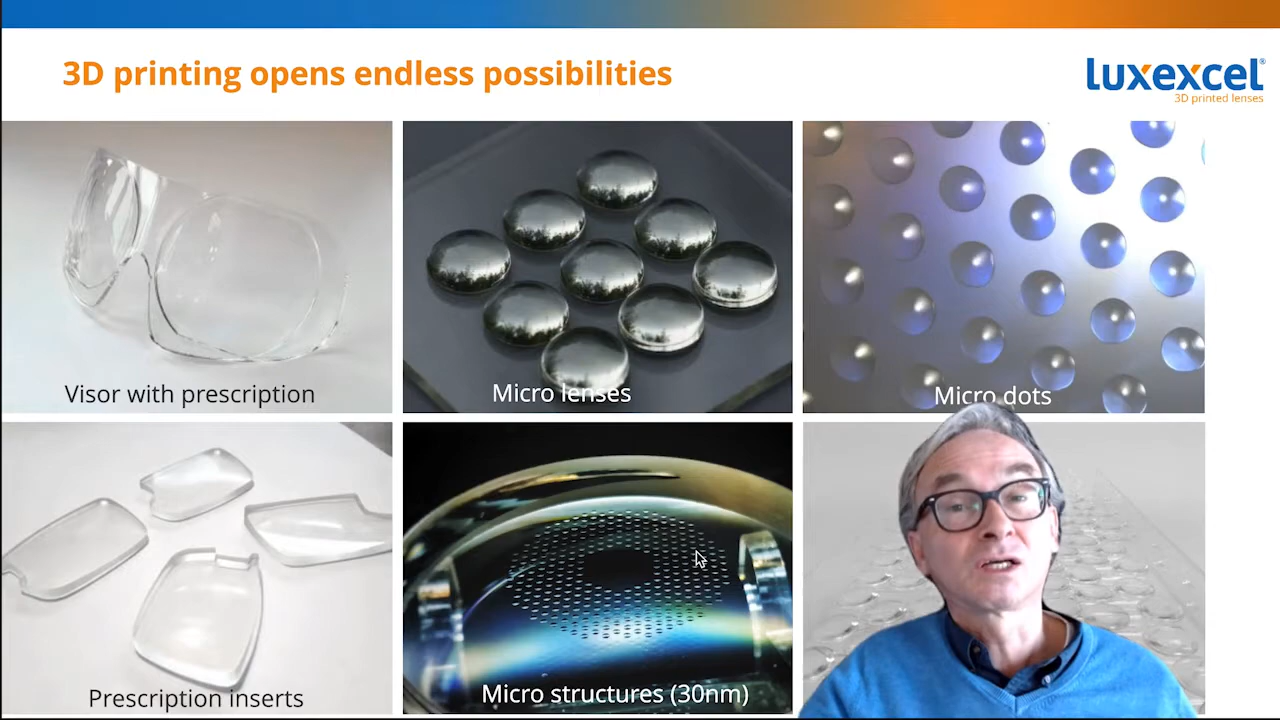 3D printing opens endless possibilities
luxexcel®
3D printed lenses
Visor with prescription
Micro lenses
Micro dots
Prescription inserts
Micro structures (30nm)